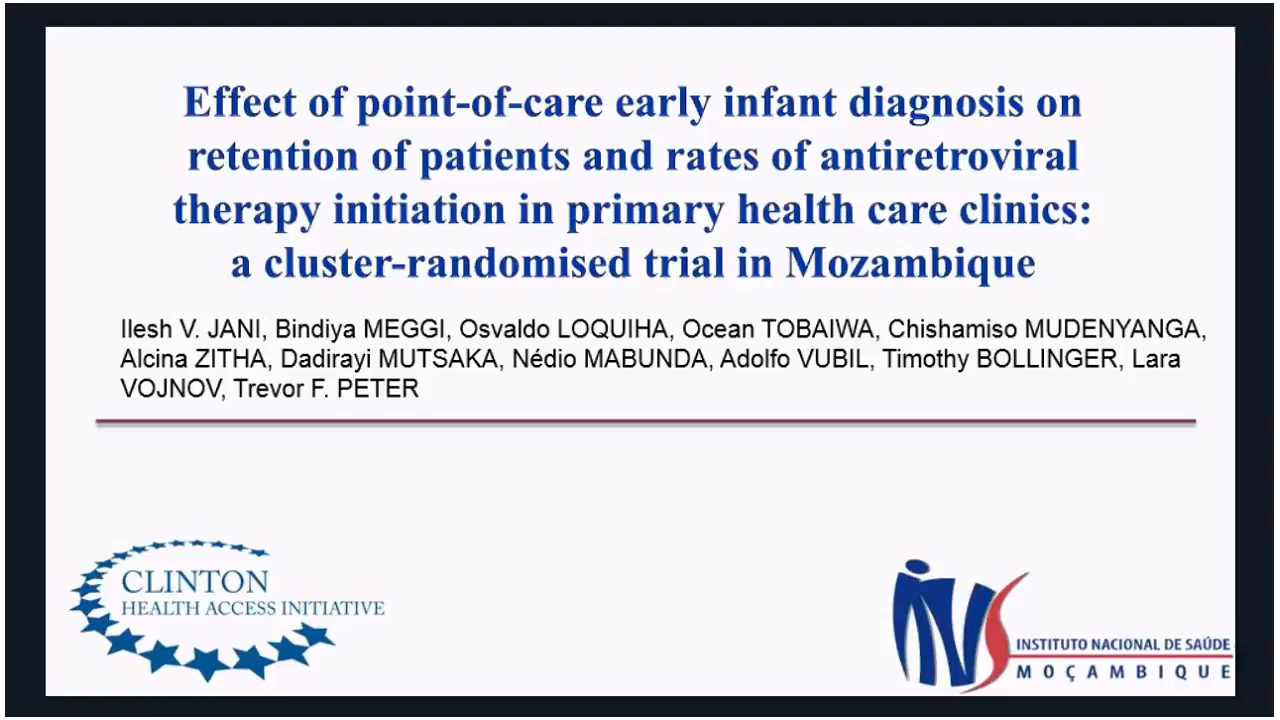 Effect of point-of-care early infant diagnosis on
retention of patients and rates of antiretroviral
therapy initiation in primary health care clinics:
a cluster-randomised trial in Mozambique
Ilesh V. JANI, Bindiya MEGGI, Osvaldo LOQUIHA, Ocean TOBAIWA, Chishamiso MUDENYANGA,
Alcina ZITHA, Dadirayi MUTSAKA, Nédio MABUNDA, Adolfo VUBIL, Timothy BOLLINGER, Lara
VOJNOV, Trevor F. PETER
CLINTON
HEALTH ACCESS INITIATIVE
INS
INSTITUTO NACIONAL DE SAÚDE
MOÇAMBIQUE